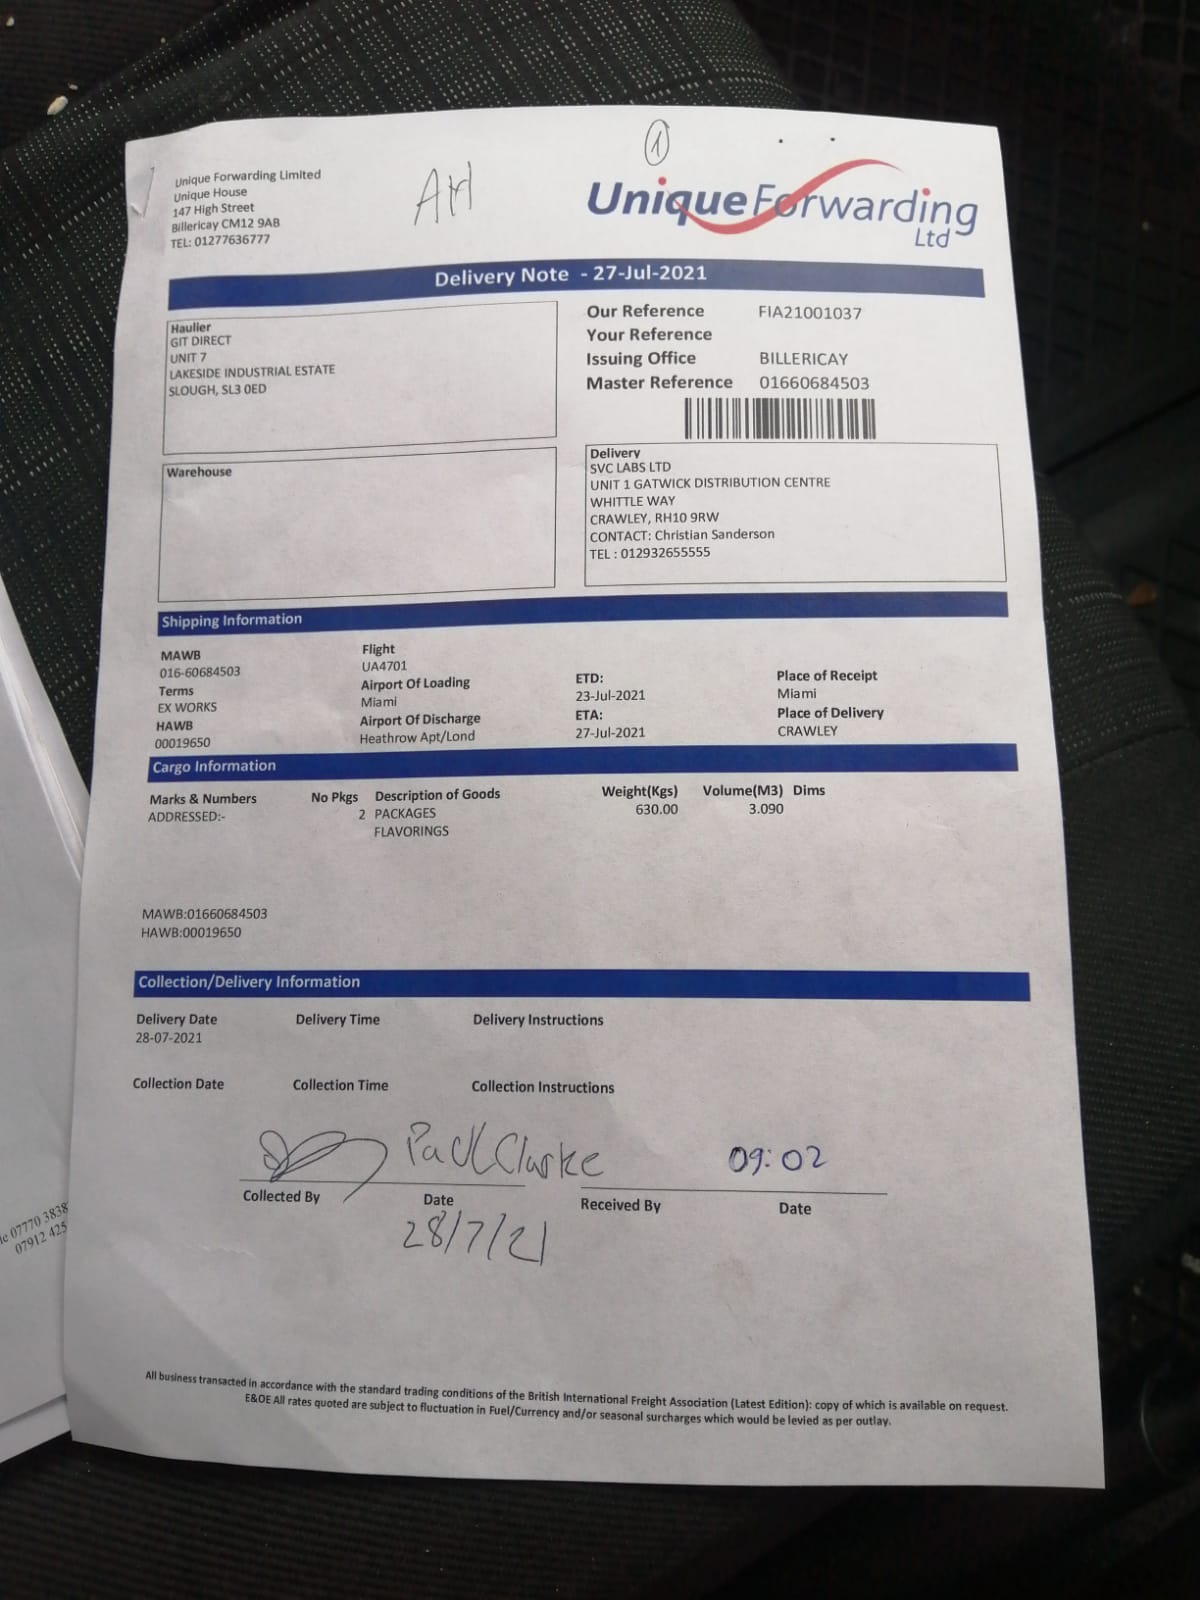 1
Unique Forwarding Limited
Unique House
147 High Street
Billericay CM12 9AB
TEL: 01277636777
UniqueForwarding
Ltd
Delivery Note - 27-Jul-2021
Haulier
GIT DIRECT
UNIT 7
LAKESIDE INDUSTRIAL ESTATE
SLOUGH, SL3 0ED
Our Reference FIA21001037
Your Reference
Issuing Office BILLERICAY
Master Reference 01660684503
Warehouse
Delivery
SVC LABS LTD
UNIT 1 GATWICK DISTRIBUTION CENTRE
WHITTLE WAY
CRAWLEY, RH10 9RW
CONTACT: Christian Sanderson
TEL : 012932655555
Shipping Information
MAWB
016-60684503
Terms
EX WORKS
HAWB
00019650
Flight
UA4701
Airport Of Loading
Miami
Airport Of Discharge
Heathrow Apt/Lond
ETD:
23-Jul-2021
ETA:
27-Jul-2021
Place of Receipt
Miami
Place of Delivery
CRAWLEY
Cargo Information
Marks & Numbers No Pkgs Description of Goods Weight(Kgs) Volume(M3) Dims
ADDRESSED:- 2 PACKAGES 630.00 3.090
FLAVORINGS
MAWB:01660684503
HAWB:00019650
Collection/Delivery Information
Delivery Date Delivery Time Delivery Instructions
28-07-2021
Collection Date Collection Time Collection Instructions
Paul Clarke 09:02
Collected By Date Received By Date
28/7/21
07770 3838
07912 425
All business transacted in accordance with the standard trading conditions of the British International Freight Association (Latest Edition): copy of which is available on request.
E&OE All rates quoted are subject to fluctuation in Fuel/Currency and/or seasonal surcharges which would be levied as per outlay.